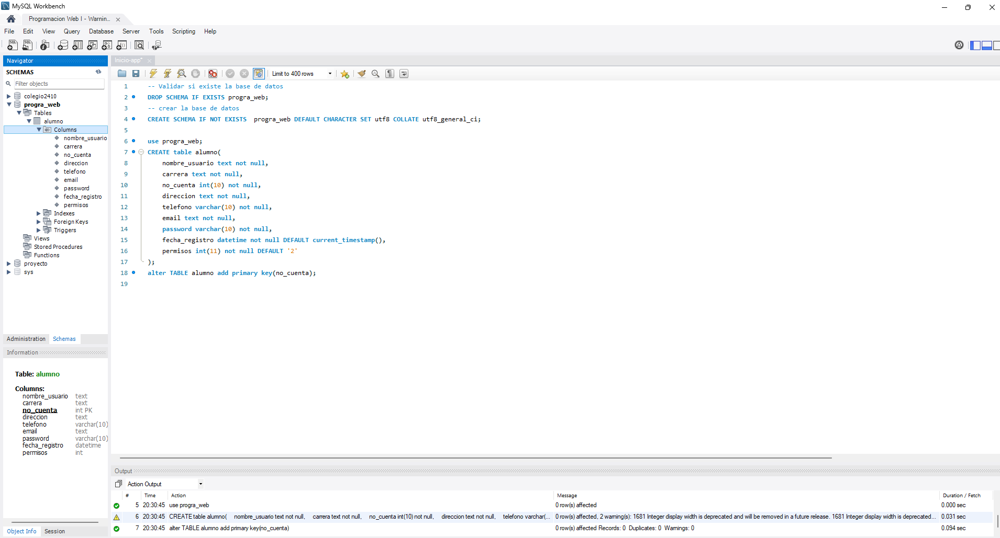 MySQL Workbench
Programacion Web I - Warnin...
File Edit View Query Database Server Tools Scripting Help
Navigator
SCHEMAS
Filter objects
colegio2410
progra_web
Tables
alumno
Columns
nombre_usuario
carrera
no_cuenta
direccion
telefono
email
password
fecha_registro
permisos
Indexes
Foreign Keys
Triggers
Views
Stored Procedures
Functions
proyecto
sys
Administration Schemas
Information
Table: alumno
Columns:
nombre_usuario text
carrera text
no_cuenta int PK
direccion text
telefono varchar(10)
email text
password varchar(10)
fecha_registro datetime
permisos int
Object Info Session
Inicio-app*
Limit to 400 rows
1 -- Validar si existe la base de datos
2 DROP SCHEMA IF EXISTS progra_web;
3 -- crear la base de datos
4 CREATE SCHEMA IF NOT EXISTS  progra_web DEFAULT CHARACTER SET utf8 COLLATE utf8_general_ci;
5
6 use progra_web;
7 CREATE table alumno(
8     nombre_usuario text not null,
9     carrera text not null,
10     no_cuenta int(10) not null,
11     direccion text not null,
12     telefono varchar(10) not null,
13     email text not null,
14     password varchar(10) not null,
15     fecha_registro datetime not null DEFAULT current_timestamp(),
16     permisos int(11) not null DEFAULT '2'
17 );
18 alter TABLE alumno add primary key(no_cuenta);
19
Output
Action Output
# Time Action Message Duration / Fetch
5 20:30:45 use progra_web 0 row(s) affected 0.000 sec
6 20:30:45 CREATE table alumno( nombre_usuario text not null, carrera text not null, no_cuenta int(10) not null, direccion text not null, telefono varchar(... 0 row(s) affected, 2 warning(s): 1681 Integer display width is deprecated and will be removed in a future release. 1681 Integer display width is deprecated... 0.031 sec
7 20:30:45 alter TABLE alumno add primary key(no_cuenta) 0 row(s) affected Records: 0 Duplicates: 0 Warnings: 0 0.094 sec